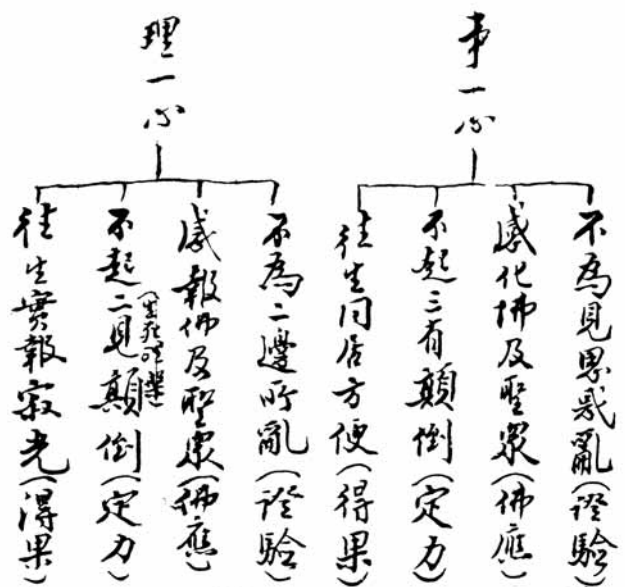 事一心
不為見思惑亂(證驗)
感化佛及聖衆(佛應)
不起三有顛倒(定力)
往生同居方便(得果)
理一心
不為二邊所亂(證驗)
感報佛及聖衆(佛應)
不起二見顛倒(定力)
(生死涅槃)
往生實報寂光(得果)